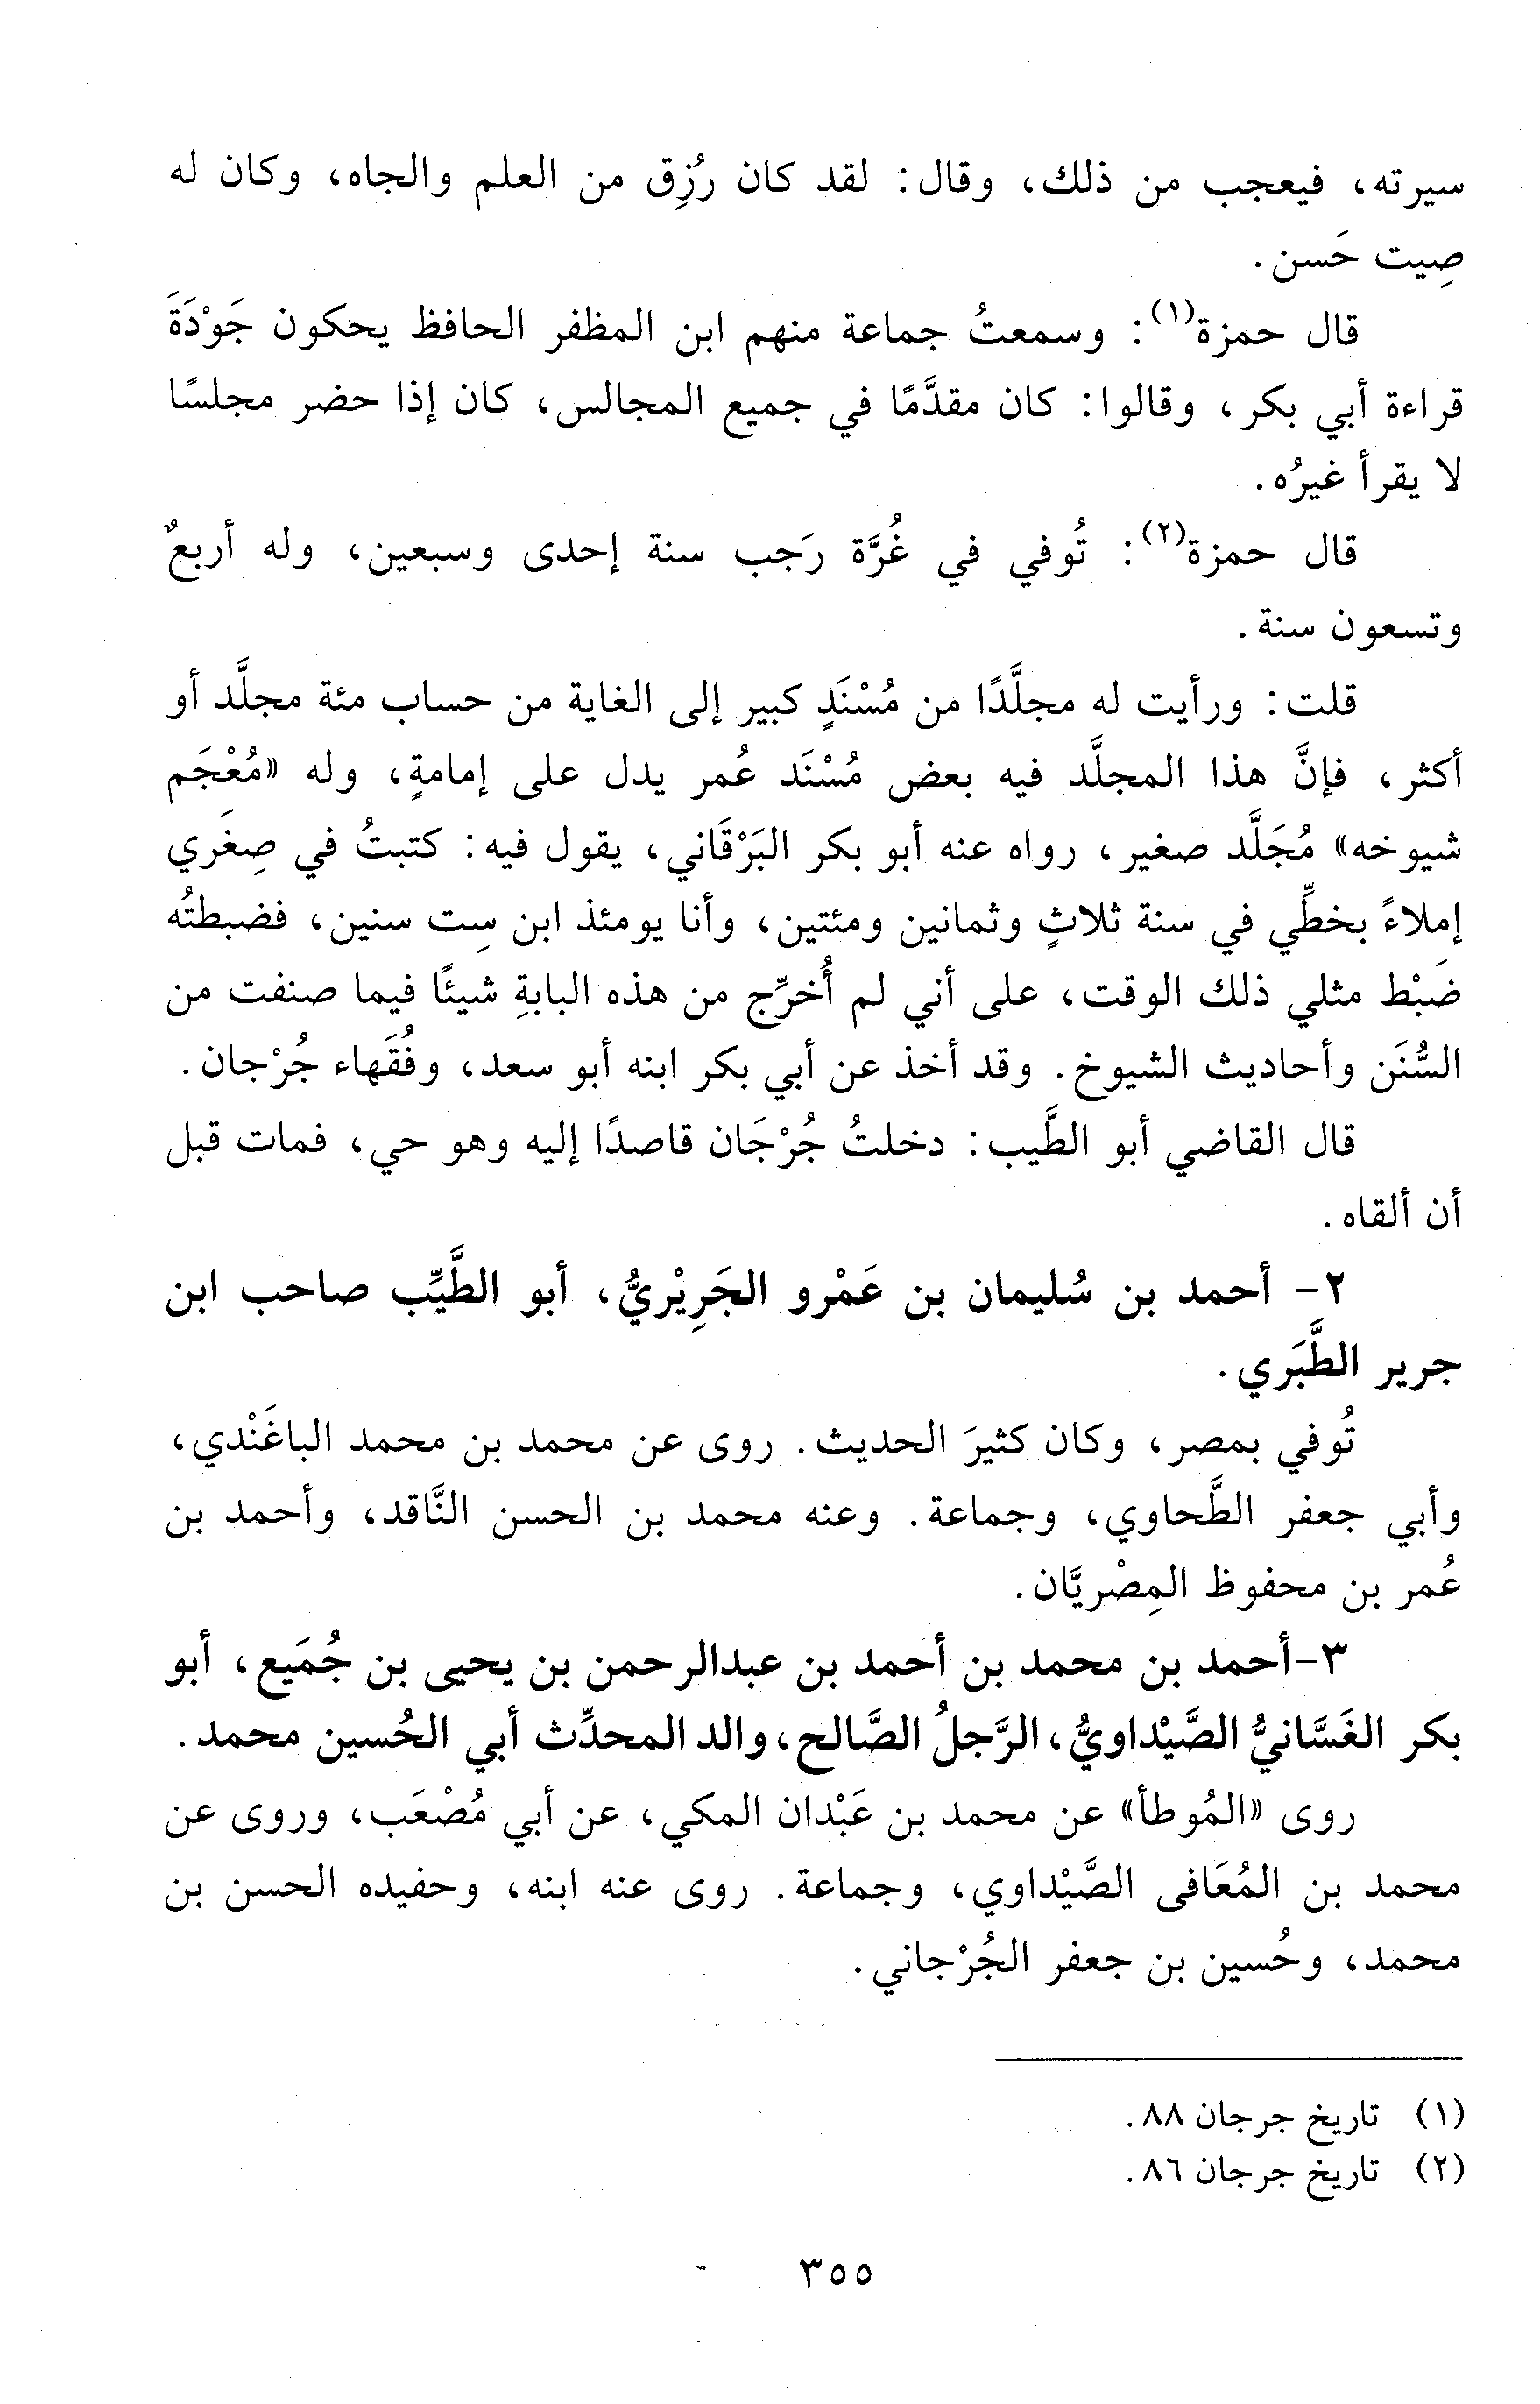 سيرته، فيعجب من ذلك، وقال: لقد كان رُزِق من العلم والجاه، وكان له
صِيت حَسن.
قال حمزة(١): وسمعتُ جماعة منهم ابن المظفر الحافظ يحكون جَوْدَةَ
قراءة أبي بكر، وقالوا: كان مقدَّمًا في جميع المجالس، كان إذا حضر مجلسًا
لا يقرأ غيرُه.
قال حمزة(٢): تُوفي في غُرَّة رَجب سنة إحدى وسبعين، وله أربعٌ
وتسعون سنة.
قلت: ورأيت له مجلَّدًا من مُسْنَدٍ كبير إلى الغاية من حساب مئة مجلَّد أو
أكثر، فإنَّ هذا المجلَّد فيه بعض مُسْنَد عُمر يدل على إمامةٍ، وله «مُعْجَم
شيوخه» مُجَلَّد صغير، رواه عنه أبو بكر البَرْقَاني، يقول فيه: كتبتُ في صِغَري
إملاءً بخطِّي في سنة ثلاثٍ وثمانين ومئتين، وأنا يومئذ ابن سِت سنين، فضبطتُه
ضَبْط مثلي ذلك الوقت، على أني لم أُخرِّج من هذه البابةِ شيئًا فيما صنفت من
السُّنَن وأحاديث الشيوخ. وقد أخذ عن أبي بكر ابنه أبو سعد، وفُقَهاء جُرْجان.
قال القاضي أبو الطَّيب: دخلتُ جُرْجَان قاصدًا إليه وهو حي، فمات قبل
أن ألقاه.
٢- أحمد بن سُليمان بن عَمْرو الجَرِيْريُّ، أبو الطَّيِّب صاحب ابن
جرير الطَّبَري.
تُوفي بمصر، وكان كثيرَ الحديث. روى عن محمد بن محمد الباغَنْدي،
وأبي جعفر الطَّحاوي، وجماعة. وعنه محمد بن الحسن النَّاقد، وأحمد بن
عُمر بن محفوظ المِصْريَّان.
٣-أحمد بن محمد بن أحمد بن عبدالرحمن بن يحيى بن جُمَيع، أبو
بكر الغَسَّانيُّ الصَّيْداويُّ، الرَّجلُ الصَّالح، والد المحدِّث أبي الحُسين محمد.
روى «المُوطأ» عن محمد بن عَبْدان المكي، عن أبي مُصْعَب، وروى عن
محمد بن المُعَافى الصَّيْداوي، وجماعة. روى عنه ابنه، وحفيده الحسن بن
محمد، وحُسين بن جعفر الجُرْجاني.
(١) تاريخ جرجان ٨٨.
(٢) تاريخ جرجان ٨٦.
٣٥٥